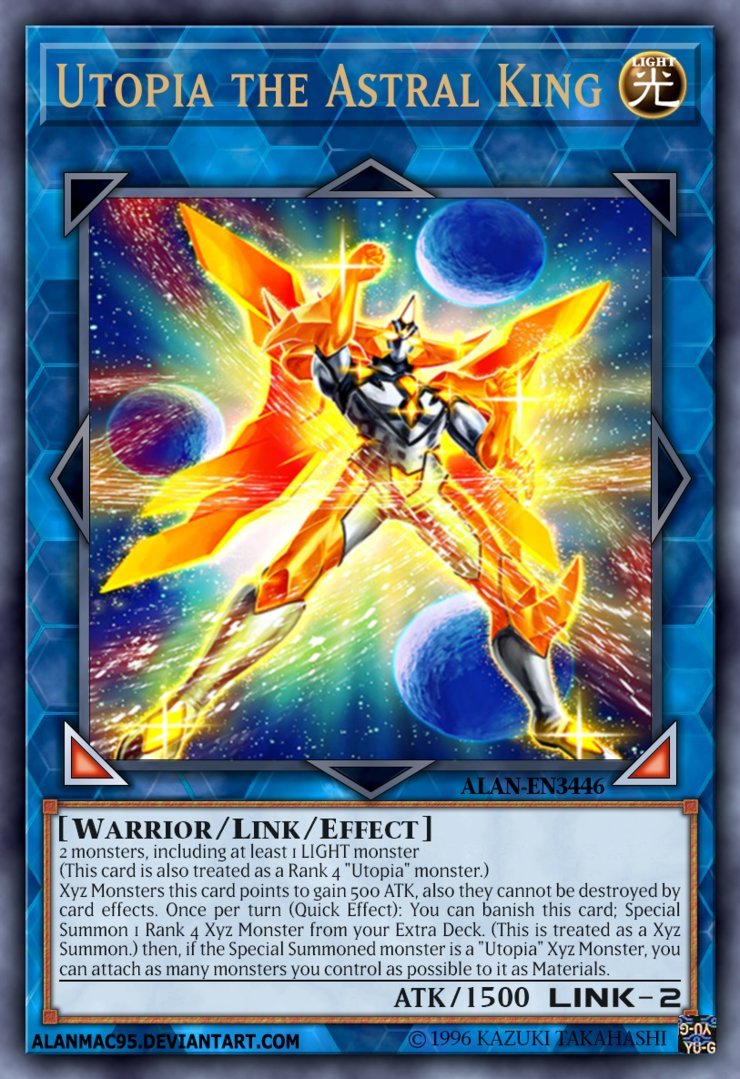 Utopia the Astral King
LIGHT
光
ALAN-EN3446
[Warrior/Link/Effect]
2 monsters, including at least 1 LIGHT monster
(This card is also treated as a Rank 4 "Utopia" monster.)
Xyz Monsters this card points to gain 500 ATK, also they cannot be destroyed by
card effects. Once per turn (Quick Effect): You can banish this card; Special
Summon 1 Rank 4 Xyz Monster from your Extra Deck. (This is treated as a Xyz
Summon.) then, if the Special Summoned monster is a "Utopia" Xyz Monster, you
can attach as many monsters you control as possible to it as Materials.
ATK/1500 LINK-2
ALANMAC95.DEVIANTART.COM
© 1996 KAZUKI TAKAHASHI
YU-G
YU-G